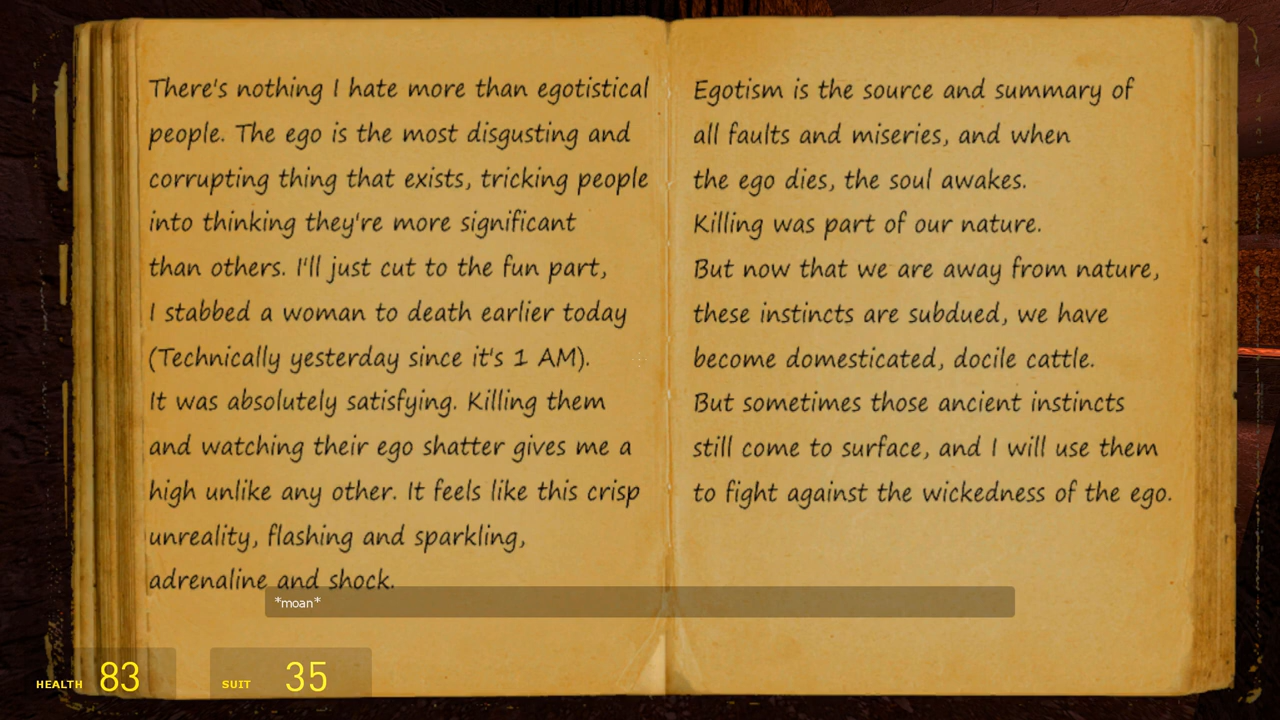 There's nothing I hate more than egotistical
people. The ego is the most disgusting and
corrupting thing that exists, tricking people
into thinking they're more significant
than others. I'll just cut to the fun part,
I stabbed a woman to death earlier today
(Technically yesterday since it's 1 AM).
It was absolutely satisfying. Killing them
and watching their ego shatter gives me a
high unlike any other. It feels like this crisp
unreality, flashing and sparkling,
adrenaline and shock.
Egotism is the source and summary of
all faults and miseries, and when
the ego dies, the soul awakes.
Killing was part of our nature.
But now that we are away from nature,
these instincts are subdued, we have
become domesticated, docile cattle.
But sometimes those ancient instincts
still come to surface, and I will use them
to fight against the wickedness of the ego.
*moan*
HEALTH 83
SUIT 35